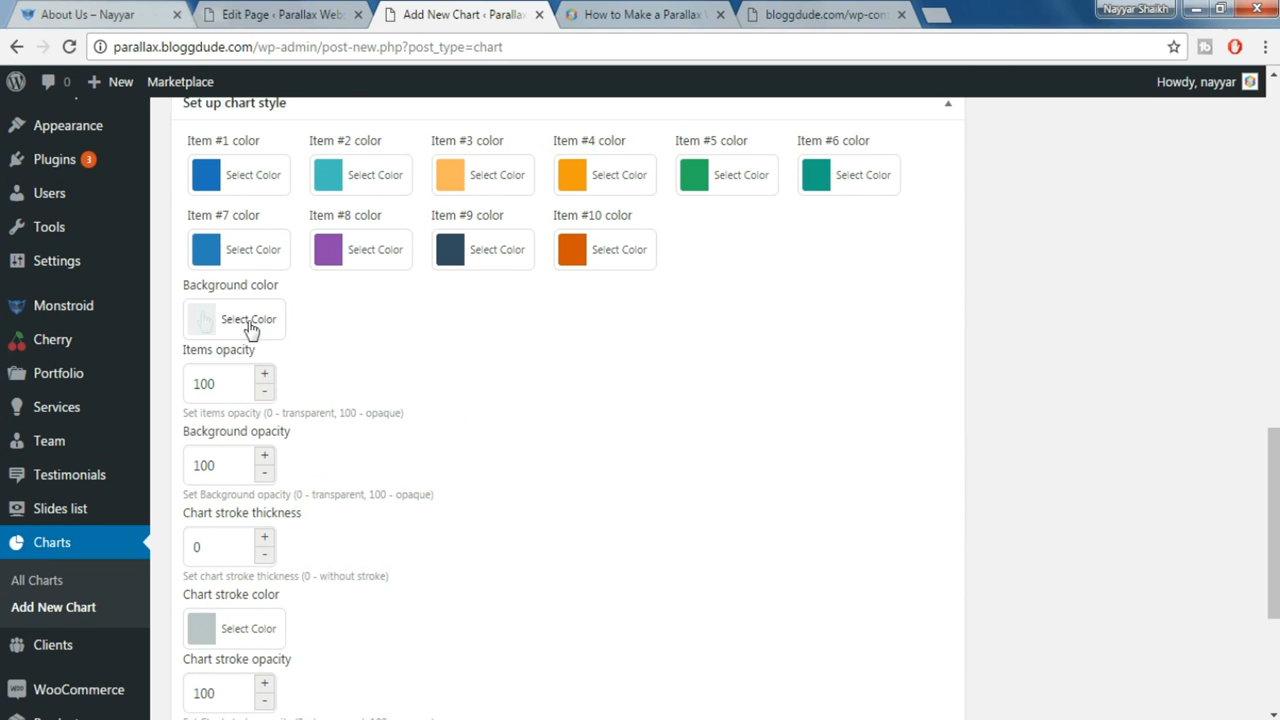 About Us – Nayyar
Edit Page ‹ Parallax Web
Add New Chart ‹ Paralla
How to Make a Parallax
bloggdude.com/wp-con
Nayyar Shaikh
parallax.bloggdude.com/wp-admin/post-new.php?post_type=chart
0
New
Marketplace
Howdy, nayyar
Appearance
Plugins 3
Users
Tools
Settings
Monstroid
Cherry
Portfolio
Services
Team
Testimonials
Slides list
Charts
All Charts
Add New Chart
Clients
WooCommerce
Set up chart style
Item #1 color Item #2 color Item #3 color Item #4 color Item #5 color Item #6 color
Select Color Select Color Select Color Select Color Select Color Select Color
Item #7 color Item #8 color Item #9 color Item #10 color
Select Color Select Color Select Color Select Color
Background color
Select Color
Items opacity
100 + -
Set items opacity (0 - transparent, 100 - opaque)
Background opacity
100 + -
Set Background opacity (0 - transparent, 100 - opaque)
Chart stroke thickness
0 + -
Set chart stroke thickness (0 - without stroke)
Chart stroke color
Select Color
Chart stroke opacity
100 + -